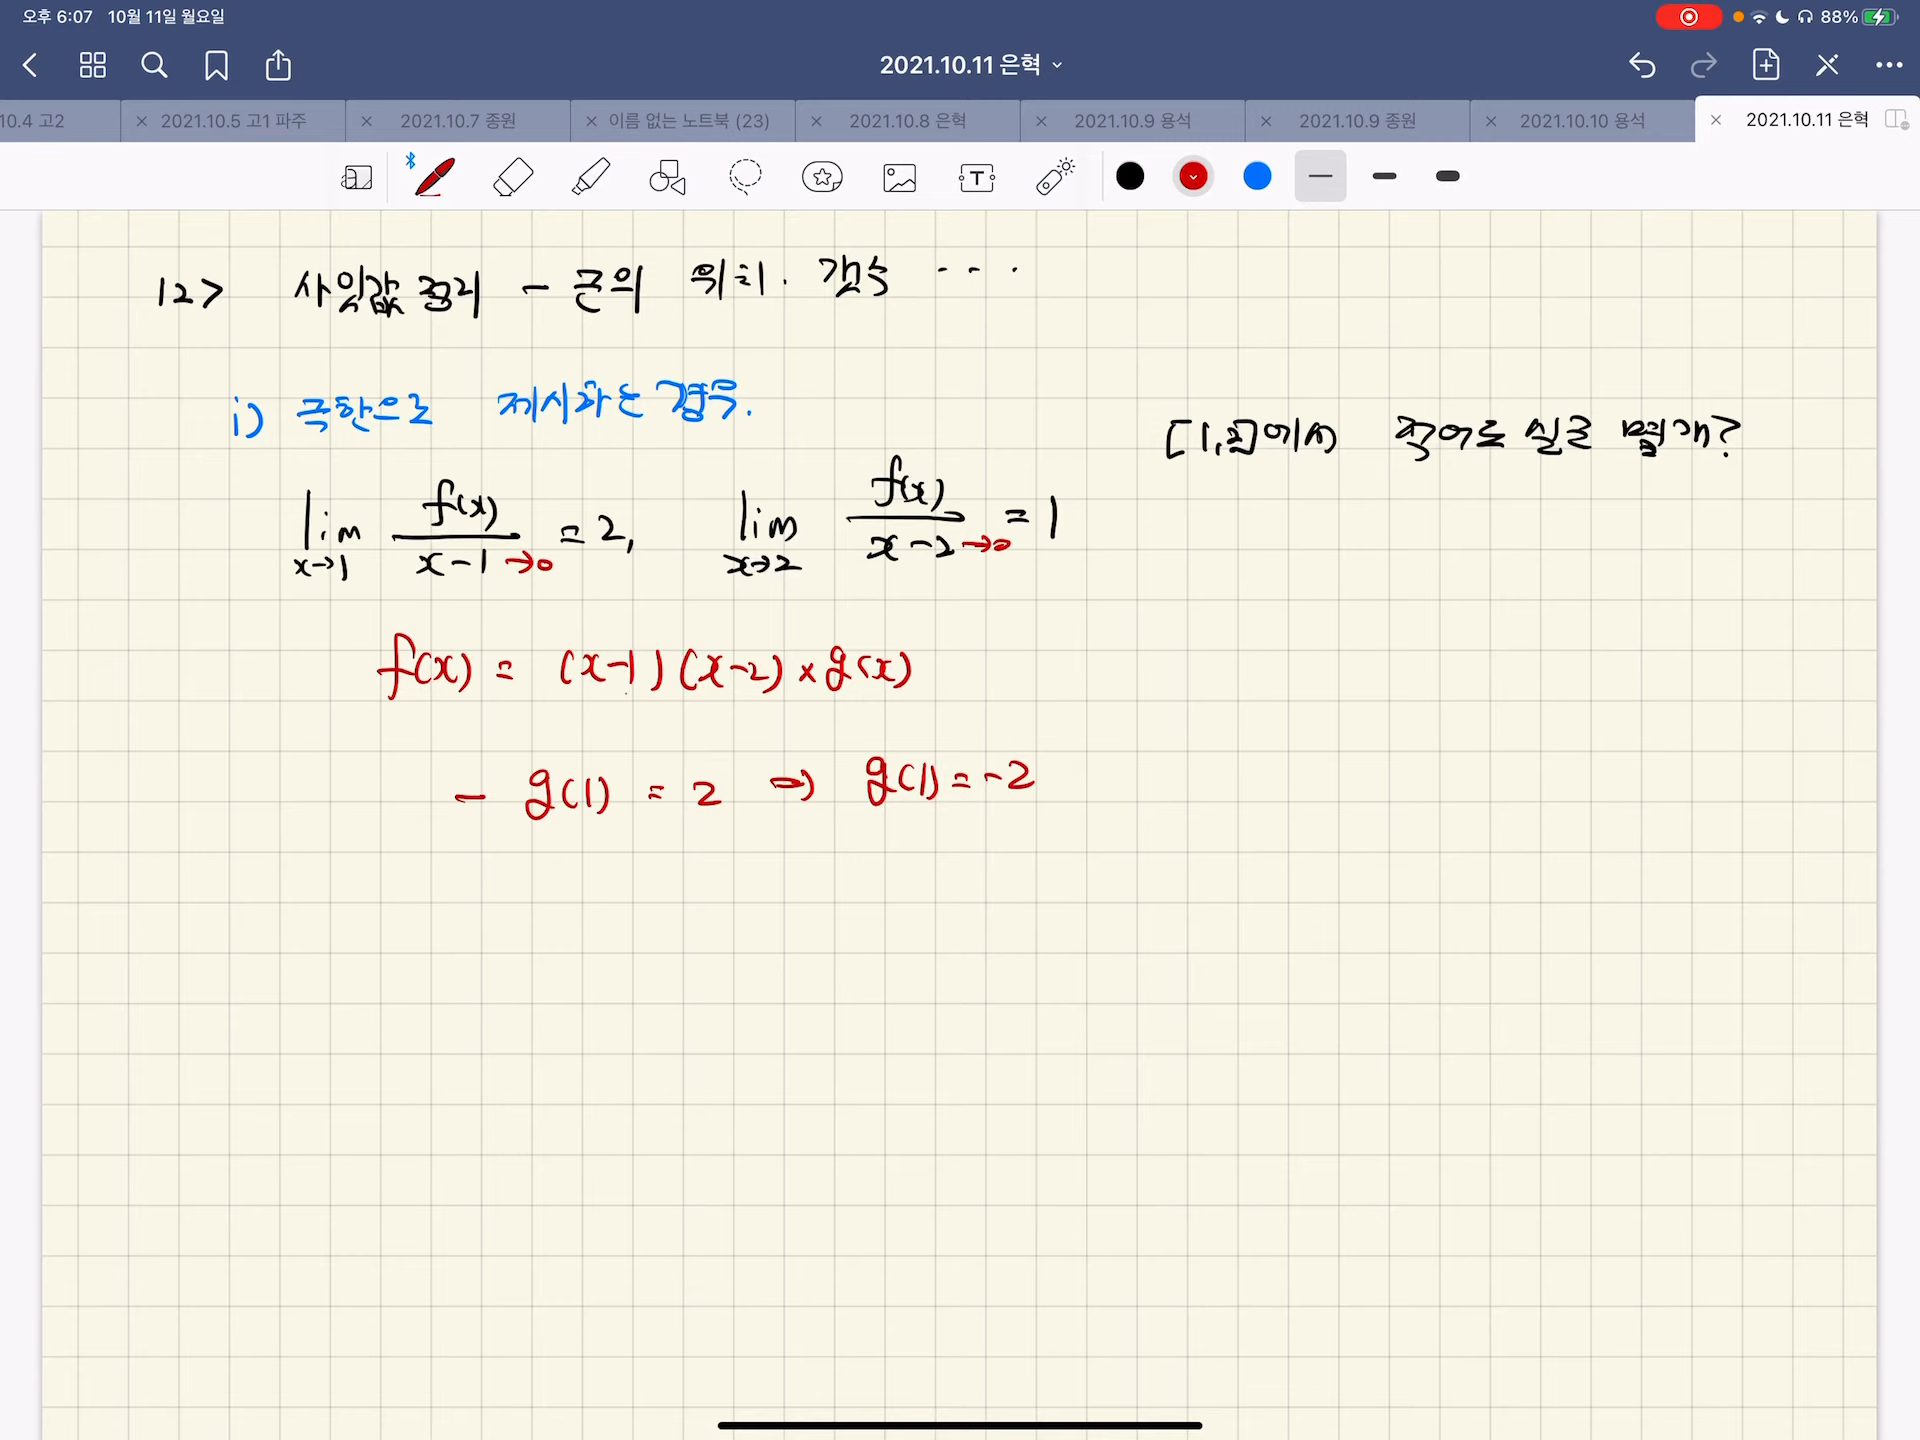 오후 6:07 10월 11일 월요일
88%
2021.10.11 은혁
10.4 고2
2021.10.5 고1 파주
2021.10.7 종원
이름 없는 노트북 (23)
2021.10.8 은혁
2021.10.9 용석
2021.10.9 종원
2021.10.10 용석
2021.10.11 은혁
12> 사잇값 정리 - 근의 위치. 갯수 ...
i) 극한으로 제시하는 경우.
[1,2]에서 적어도 실근 몇개?
lim x→1 f(x)/(x-1) →0 = 2, lim x→2 f(x)/(x-2) →0 = 1
f(x) = (x-1)(x-2) × g(x)
- g(1) = 2 ⇒ g(1) = -2